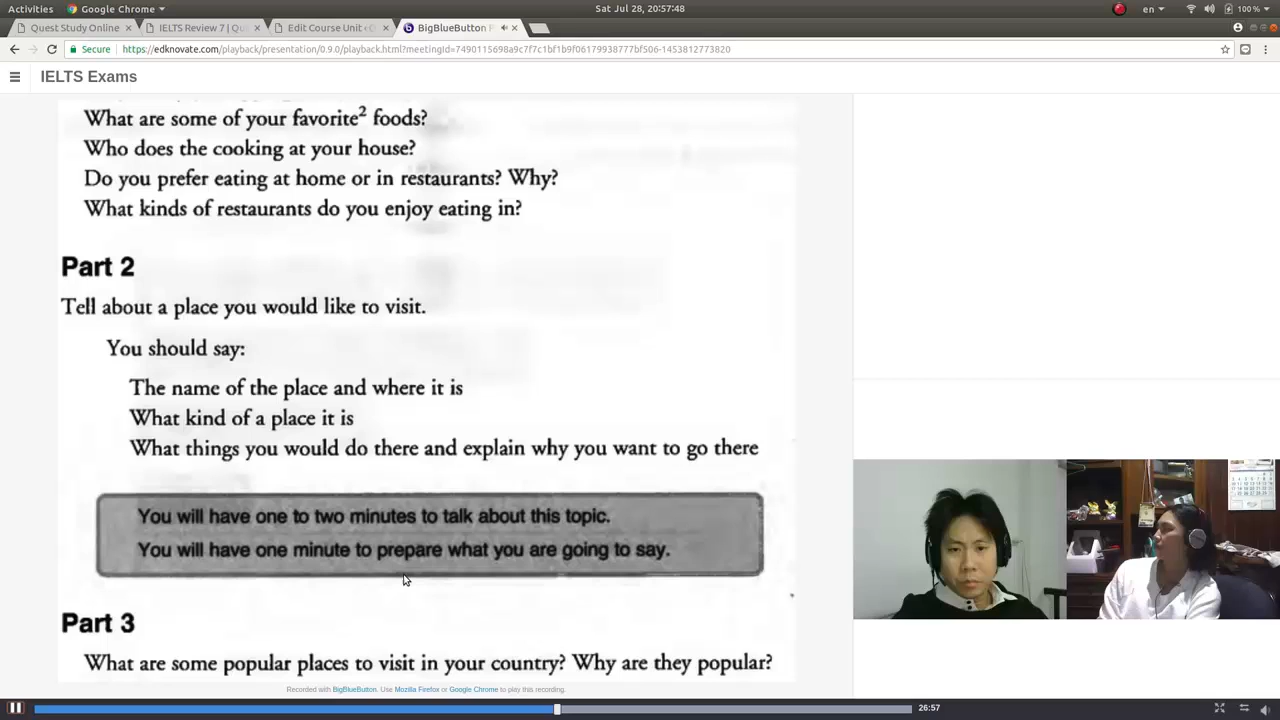 Activities
Google Chrome ▾
Sat Jul 28, 20:57:48
en
100 %
Quest Study Online
IELTS Review 7 | Qu
Edit Course Unit ‹
BigBlueButton
Secure
https://edknovate.com/playback/presentation/0.9.0/playback.html?meetingId=7490115698a9c7f7c1bf1b9f06179938777bf506-1453812773820
IELTS Exams
What are some of your favorite² foods?
Who does the cooking at your house?
Do you prefer eating at home or in restaurants? Why?
What kinds of restaurants do you enjoy eating in?
Part 2
Tell about a place you would like to visit.
You should say:
The name of the place and where it is
What kind of a place it is
What things you would do there and explain why you want to go there
You will have one to two minutes to talk about this topic.
You will have one minute to prepare what you are going to say.
Part 3
What are some popular places to visit in your country? Why are they popular?
Recorded with BigBlueButton. Use Mozilla Firefox or Google Chrome to play this recording.
26:57